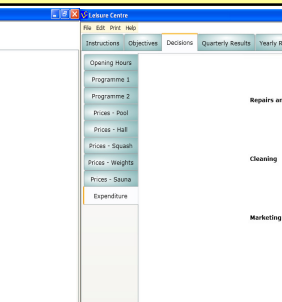 Leisure Centre
File Edit Print Help
Instructions Objectives Decisions Quarterly Results Yearly R
Opening Hours
Programme 1
Programme 2
Repairs an
Prices - Pool
Prices - Hall
Prices - Squash
Prices - Weights
Cleaning
Prices - Sauna
Expenditure
Marketing